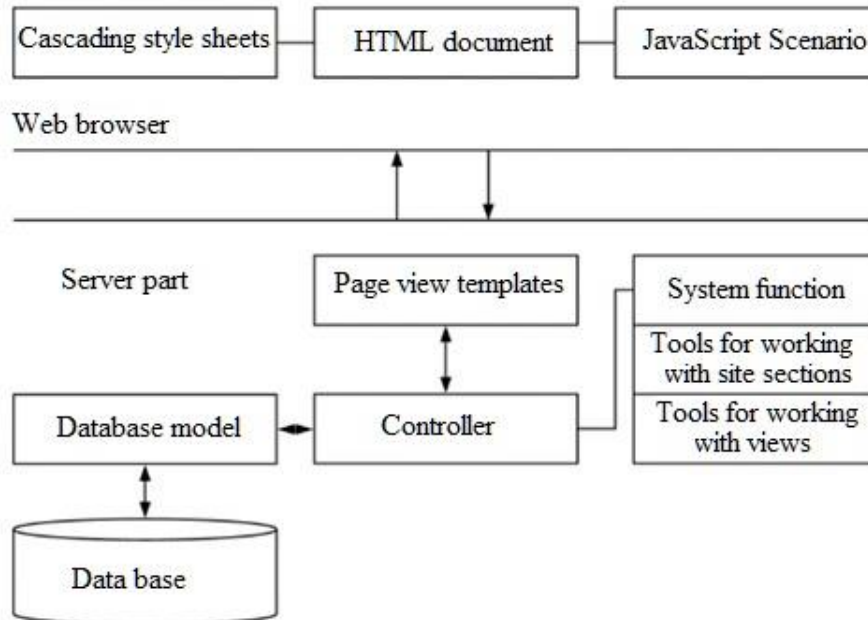 Cascading style sheets
HTML document
JavaScript Scenario
Web browser
Server part
Page view templates
System function
Tools for working
with site sections
Database model
Controller
Tools for working
with views
Data base